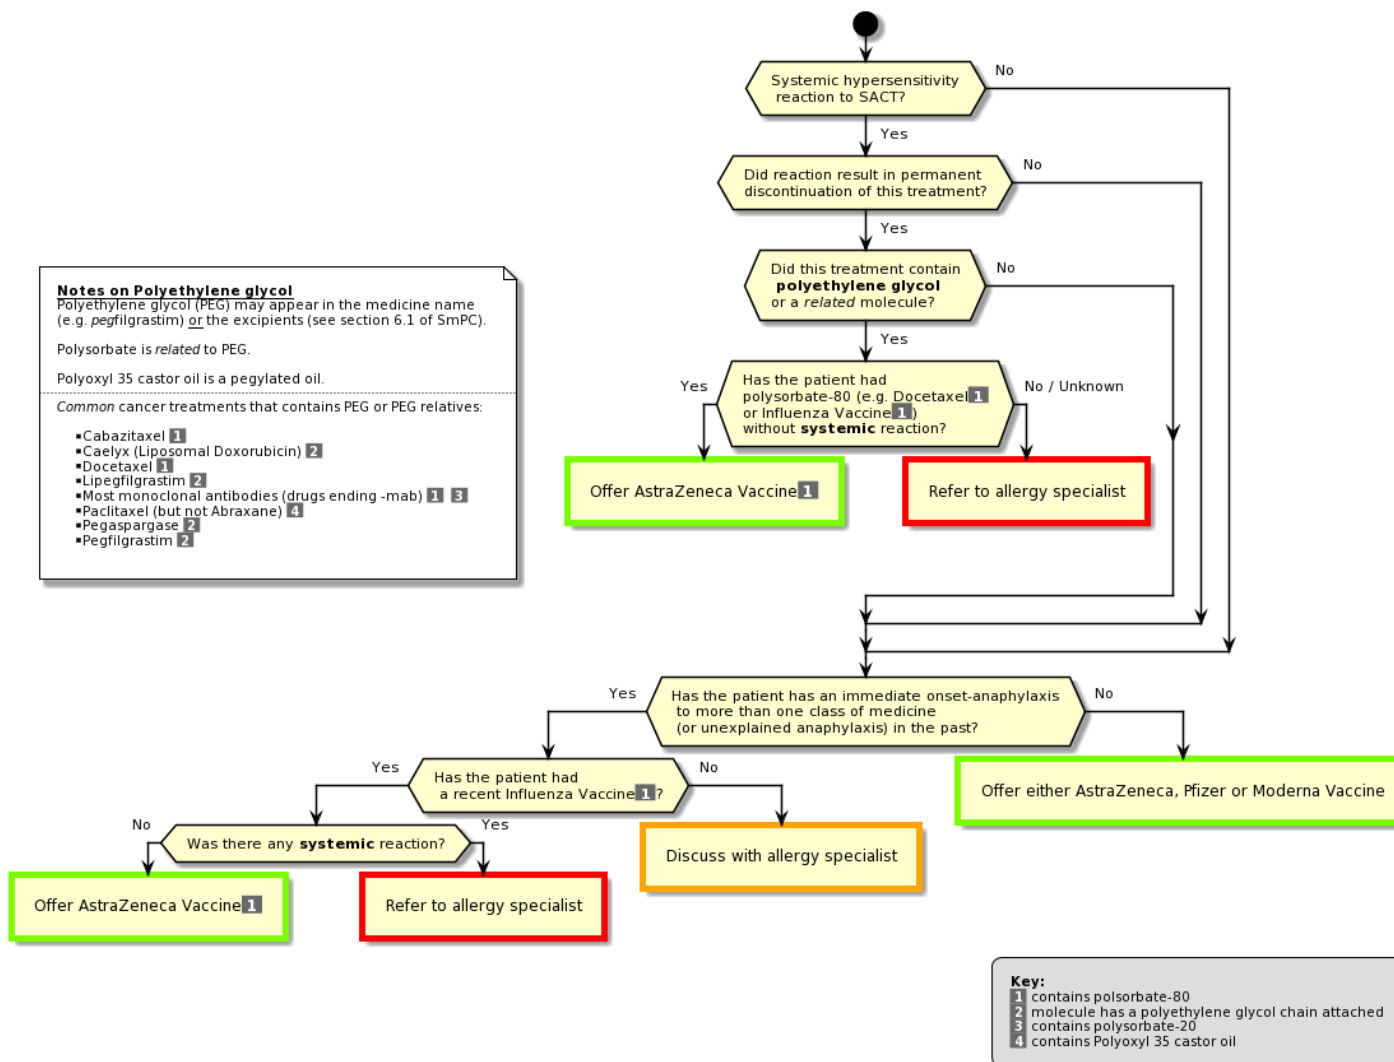 Systemic hypersensitivity
reaction to SACT?
No
Yes
Did reaction result in permanent
discontinuation of this treatment?
No
Yes
Did this treatment contain
polyethylene glycol
or a related molecule?
No
Yes
Has the patient had
polysorbate-80 (e.g. Docetaxel 1
or Influenza Vaccine 1 )
without systemic reaction?
Yes
No / Unknown
Offer AstraZeneca Vaccine 1
Refer to allergy specialist
Notes on Polyethylene glycol
Polyethylene glycol (PEG) may appear in the medicine name
(e.g. pegfilgrastim) or the excipients (see section 6.1 of SmPC).
Polysorbate is related to PEG.
Polyoxyl 35 castor oil is a pegylated oil.
Common cancer treatments that contains PEG or PEG relatives:
▪Cabazitaxel 1
▪Caelyx (Liposomal Doxorubicin) 2
▪Docetaxel 1
▪Lipegfilgrastim 2
▪Most monoclonal antibodies (drugs ending -mab) 1 3
▪Paclitaxel (but not Abraxane) 4
▪Pegaspargase 2
▪Pegfilgrastim 2
Has the patient has an immediate onset-anaphylaxis
to more than one class of medicine
(or unexplained anaphylaxis) in the past?
Yes
No
Has the patient had
a recent Influenza Vaccine 1 ?
Yes
No
Offer either AstraZeneca, Pfizer or Moderna Vaccine
Was there any systemic reaction?
No
Yes
Discuss with allergy specialist
Offer AstraZeneca Vaccine 1
Refer to allergy specialist
Key:
1 contains polsorbate-80
2 molecule has a polyethylene glycol chain attached
3 contains polysorbate-20
4 contains Polyoxyl 35 castor oil